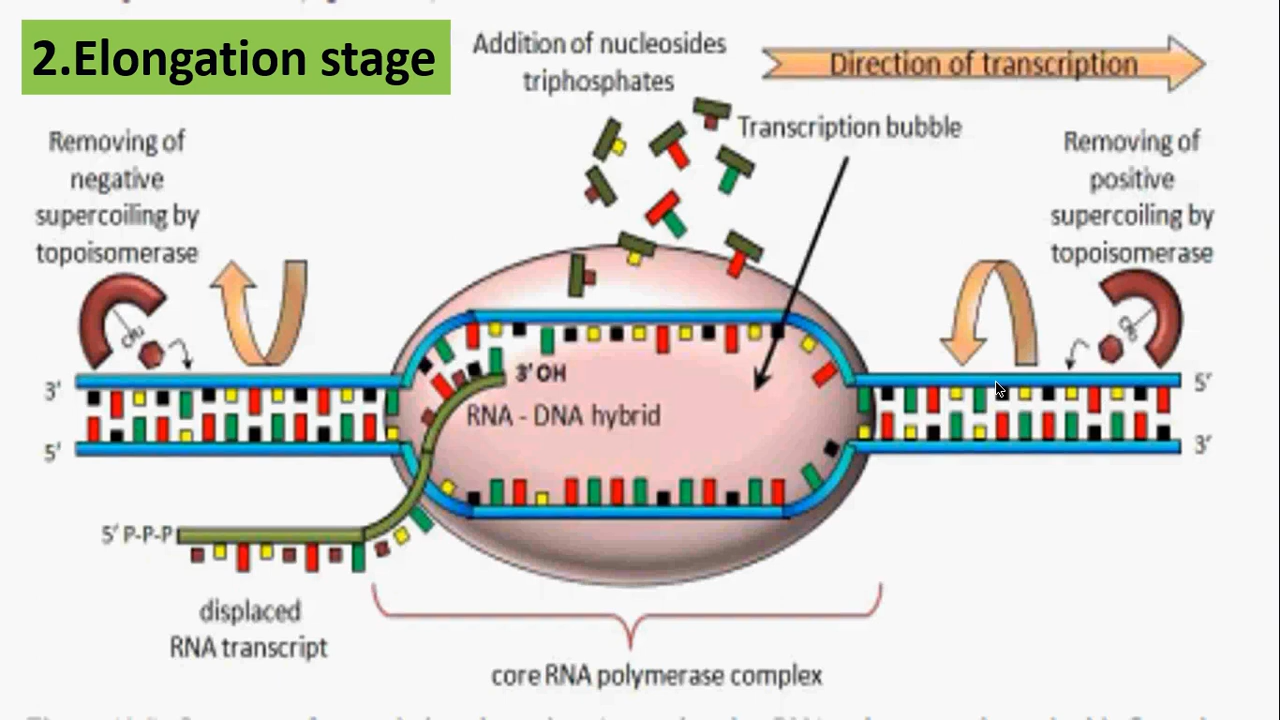 2.Elongation stage
Addition of nucleosides
triphosphates
Direction of transcription
Transcription bubble
Removing of
negative
supercoiling by
topoisomerase
Removing of
positive
supercoiling by
topoisomerase
3' OH
RNA - DNA hybrid
3'
5'
5'
3'
5' P-P-P
displaced
RNA transcript
core RNA polymerase complex